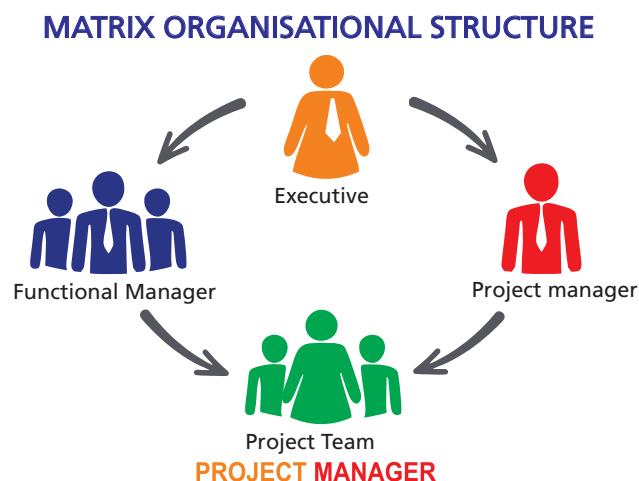 MATRIX ORGANISATIONAL STRUCTURE
Executive
Functional Manager
Project manager
Project Team
PROJECT MANAGER